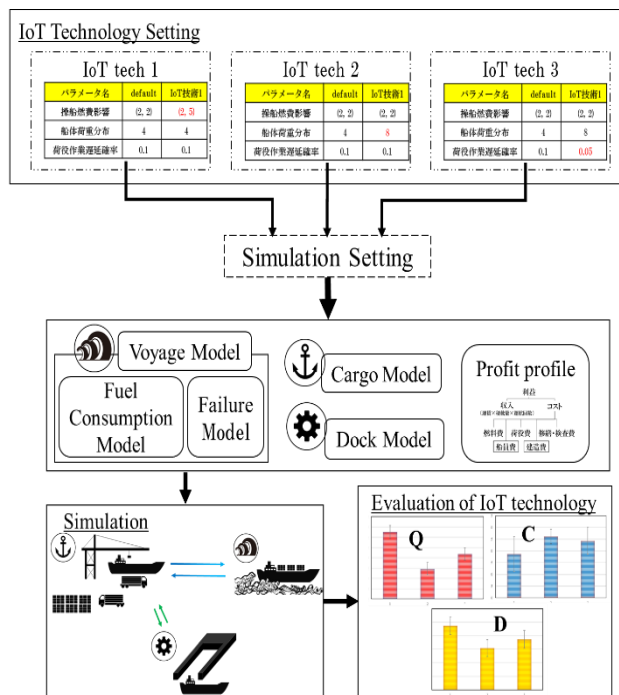 IoT Technology Setting
IoT tech 1
パラメータ名 default IoT技術1
操船燃費影響 (2, 2) (2, 5)
船体荷重分布 4 4
荷役作業遅延確率 0.1 0.1
IoT tech 2
パラメータ名 default IoT技術1
操船燃費影響 (2, 2) (2, 2)
船体荷重分布 4 8
荷役作業遅延確率 0.1 0.1
IoT tech 3
パラメータ名 default IoT技術1
操船燃費影響 (2, 2) (2, 2)
船体荷重分布 4 8
荷役作業遅延確率 0.1 0.05
Simulation Setting
Voyage Model
Fuel
Consumption
Model
Failure
Model
Cargo Model
Dock Model
Profit profile
利益
収入
コスト
燃料費 荷役費 修繕・検査費
船員費 建造費
Simulation
Evaluation of IoT technology
Q
C
D